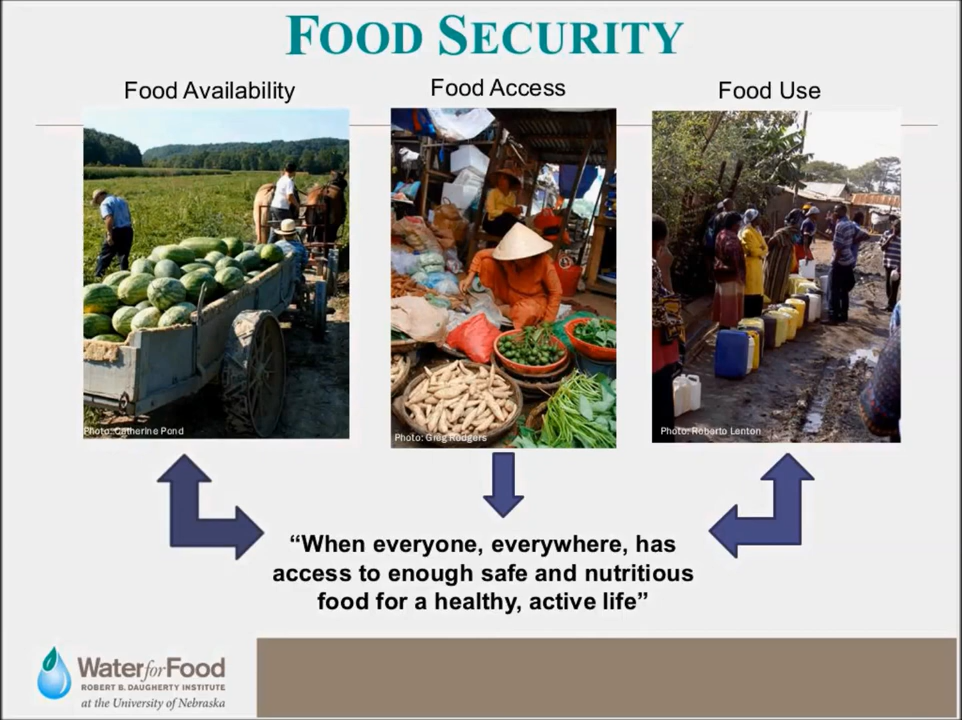 FOOD SECURITY
Food Availability
Food Access
Food Use
Photo: Catherine Pond
Photo: Greg Rodgers
Photo: Roberto Lenton
“When everyone, everywhere, has
access to enough safe and nutritious
food for a healthy, active life”
Water for Food
ROBERT B. DAUGHERTY INSTITUTE
at the University of Nebraska